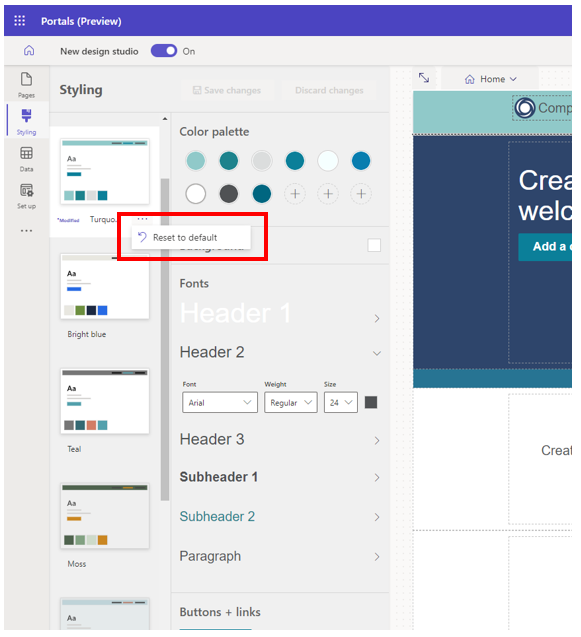 Portals (Preview)
New design studio On
Pages
Styling
Data
Set up
Styling
Save changes
Discard changes
Aa
*Modified Turquo...
Reset to default
Aa
Bright blue
Aa
Teal
Aa
Moss
Aa
Color palette
Background
Fonts
Header 1
Header 2
Font Weight Size
Arial Regular 24
Header 3
Subheader 1
Subheader 2
Paragraph
Buttons + links
Home
Comp
Crea
welc
Add a c
Creat